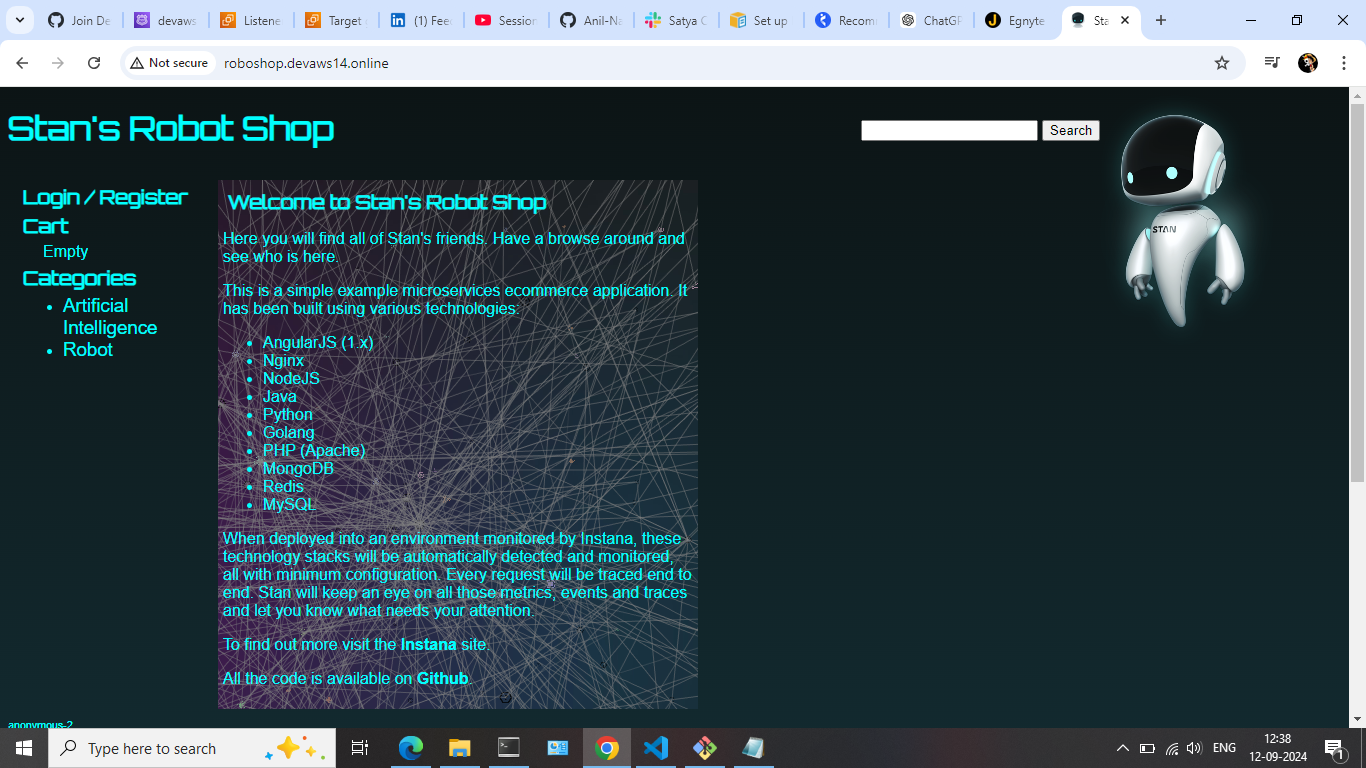 Join De
devaws
Listene
Target
(1) Feed
Session
Anil-Na
Satya
Set up
Recom
ChatGP
Egnyte
Sta
Not secure
roboshop.devaws14.online
Stan's Robot Shop
Search
STAN
Login / Register
Cart
Empty
Categories
• Artificial
Intelligence
• Robot
Welcome to Stan's Robot Shop
Here you will find all of Stan's friends. Have a browse around and
see who is here.
This is a simple example microservices ecommerce application. It
has been built using various technologies:
• AngularJS (1.x)
• Nginx
• NodeJS
• Java
• Python
• Golang
• PHP (Apache)
• MongoDB
• Redis
• MySQL
When deployed into an environment monitored by Instana, these
technology stacks will be automatically detected and monitored,
all with minimum configuration. Every request will be traced end to
end. Stan will keep an eye on all those metrics, events and traces
and let you know what needs your attention.
To find out more visit the Instana site.
All the code is available on Github.
anonymous-2
Type here to search
ENG
12:38
12-09-2024
1